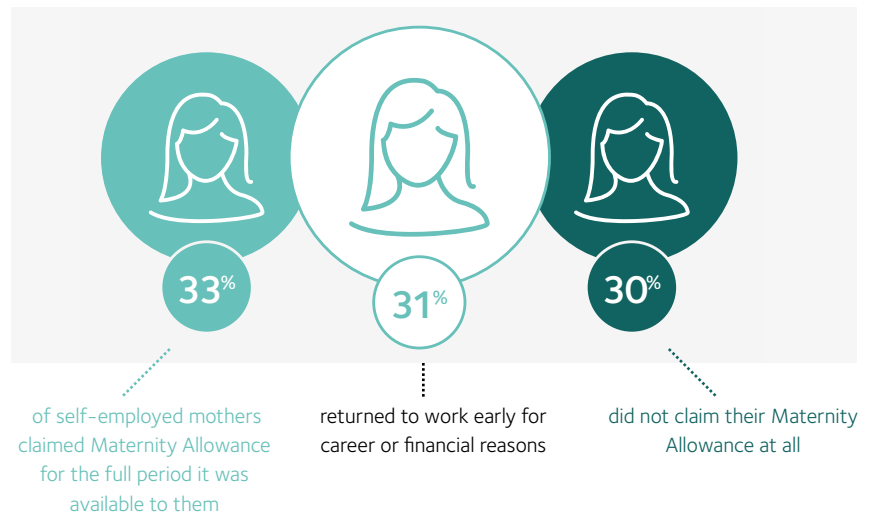 33%
31%
30%
of self-employed mothers
claimed Maternity Allowance
for the full period it was
available to them
returned to work early for
career or financial reasons
did not claim their Maternity
Allowance at all